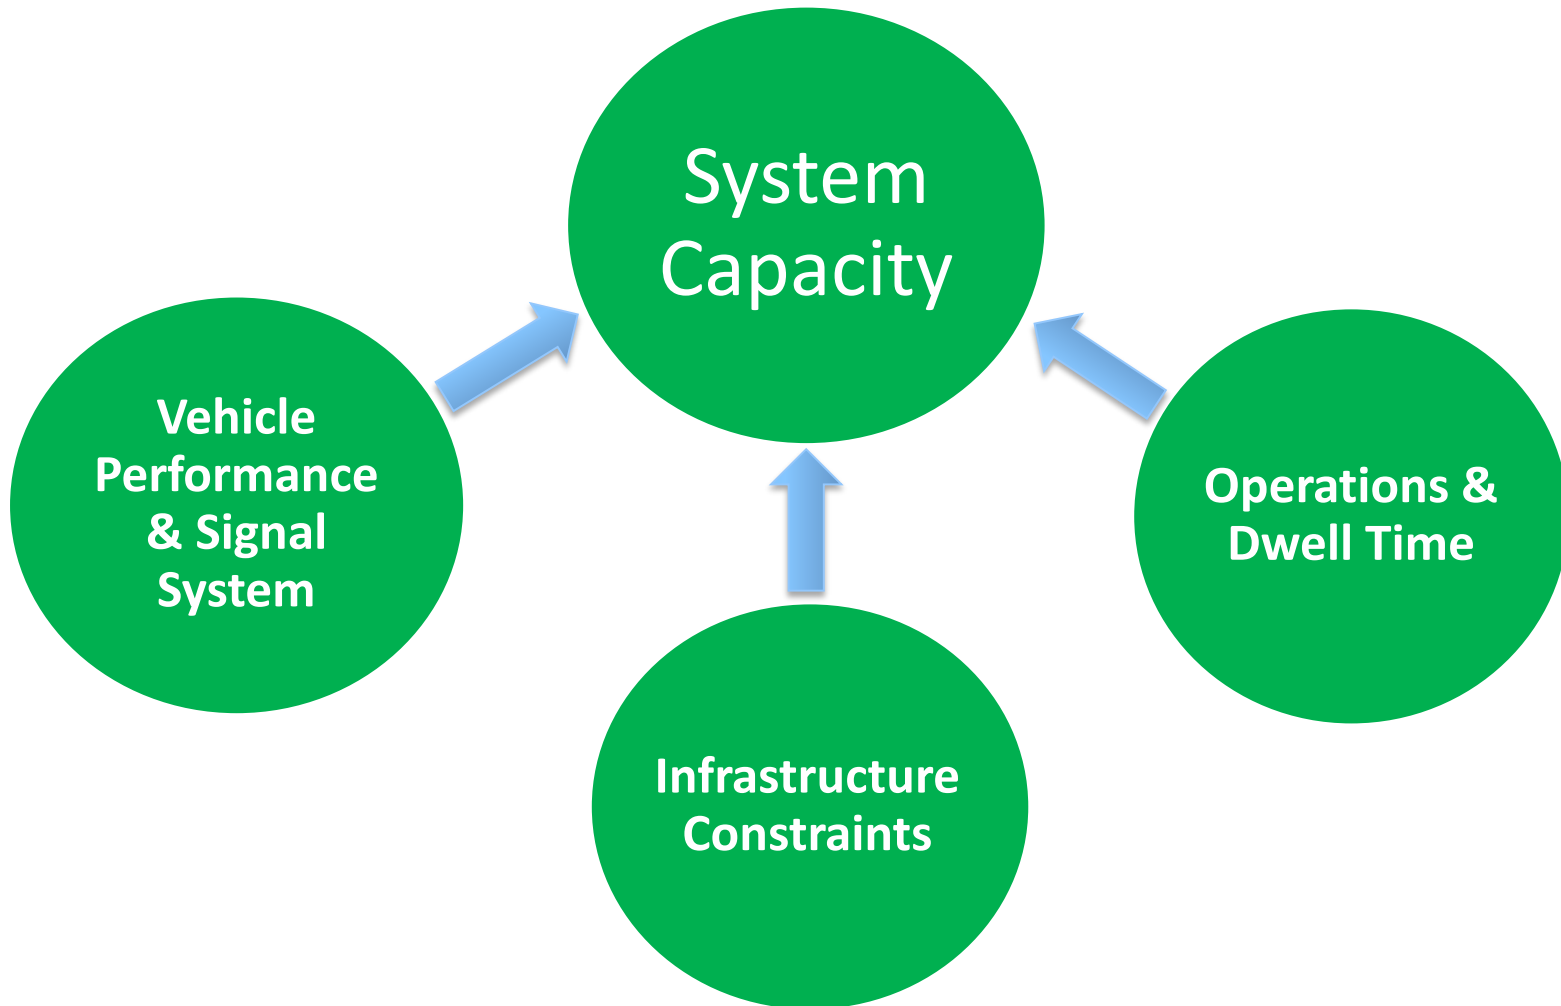 System
Capacity
Vehicle
Performance
& Signal
System
Operations &
Dwell Time
Infrastructure
Constraints